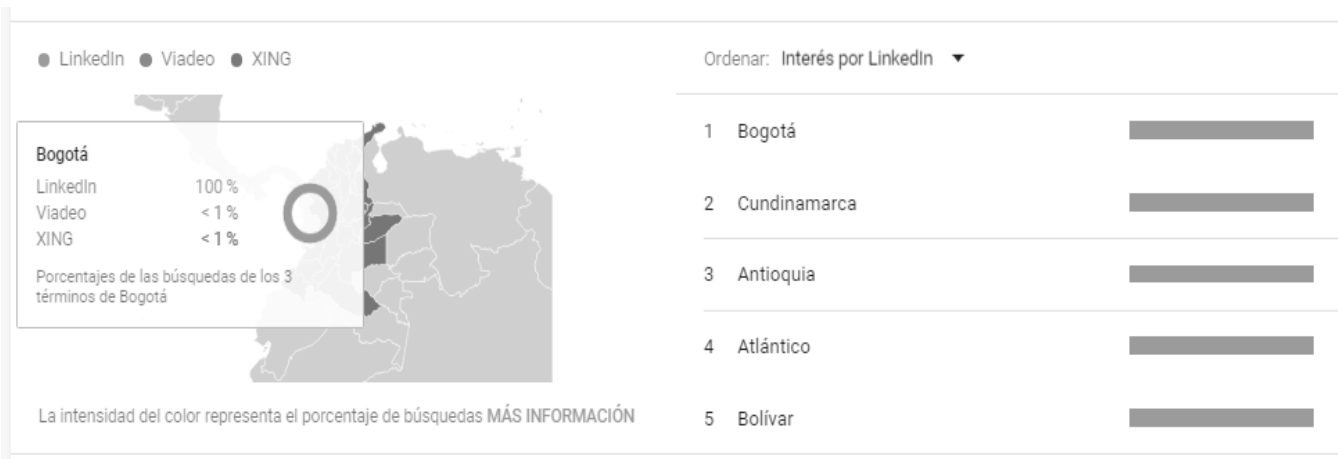 LinkedIn Viadeo XING
Ordenar: Interés por LinkedIn
Bogotá
LinkedIn 100 %
Viadeo < 1 %
XING < 1 %
Porcentajes de las búsquedas de los 3
términos de Bogotá
La intensidad del color representa el porcentaje de búsquedas MÁS INFORMACIÓN
1 Bogotá
2 Cundinamarca
3 Antioquia
4 Atlántico
5 Bolívar